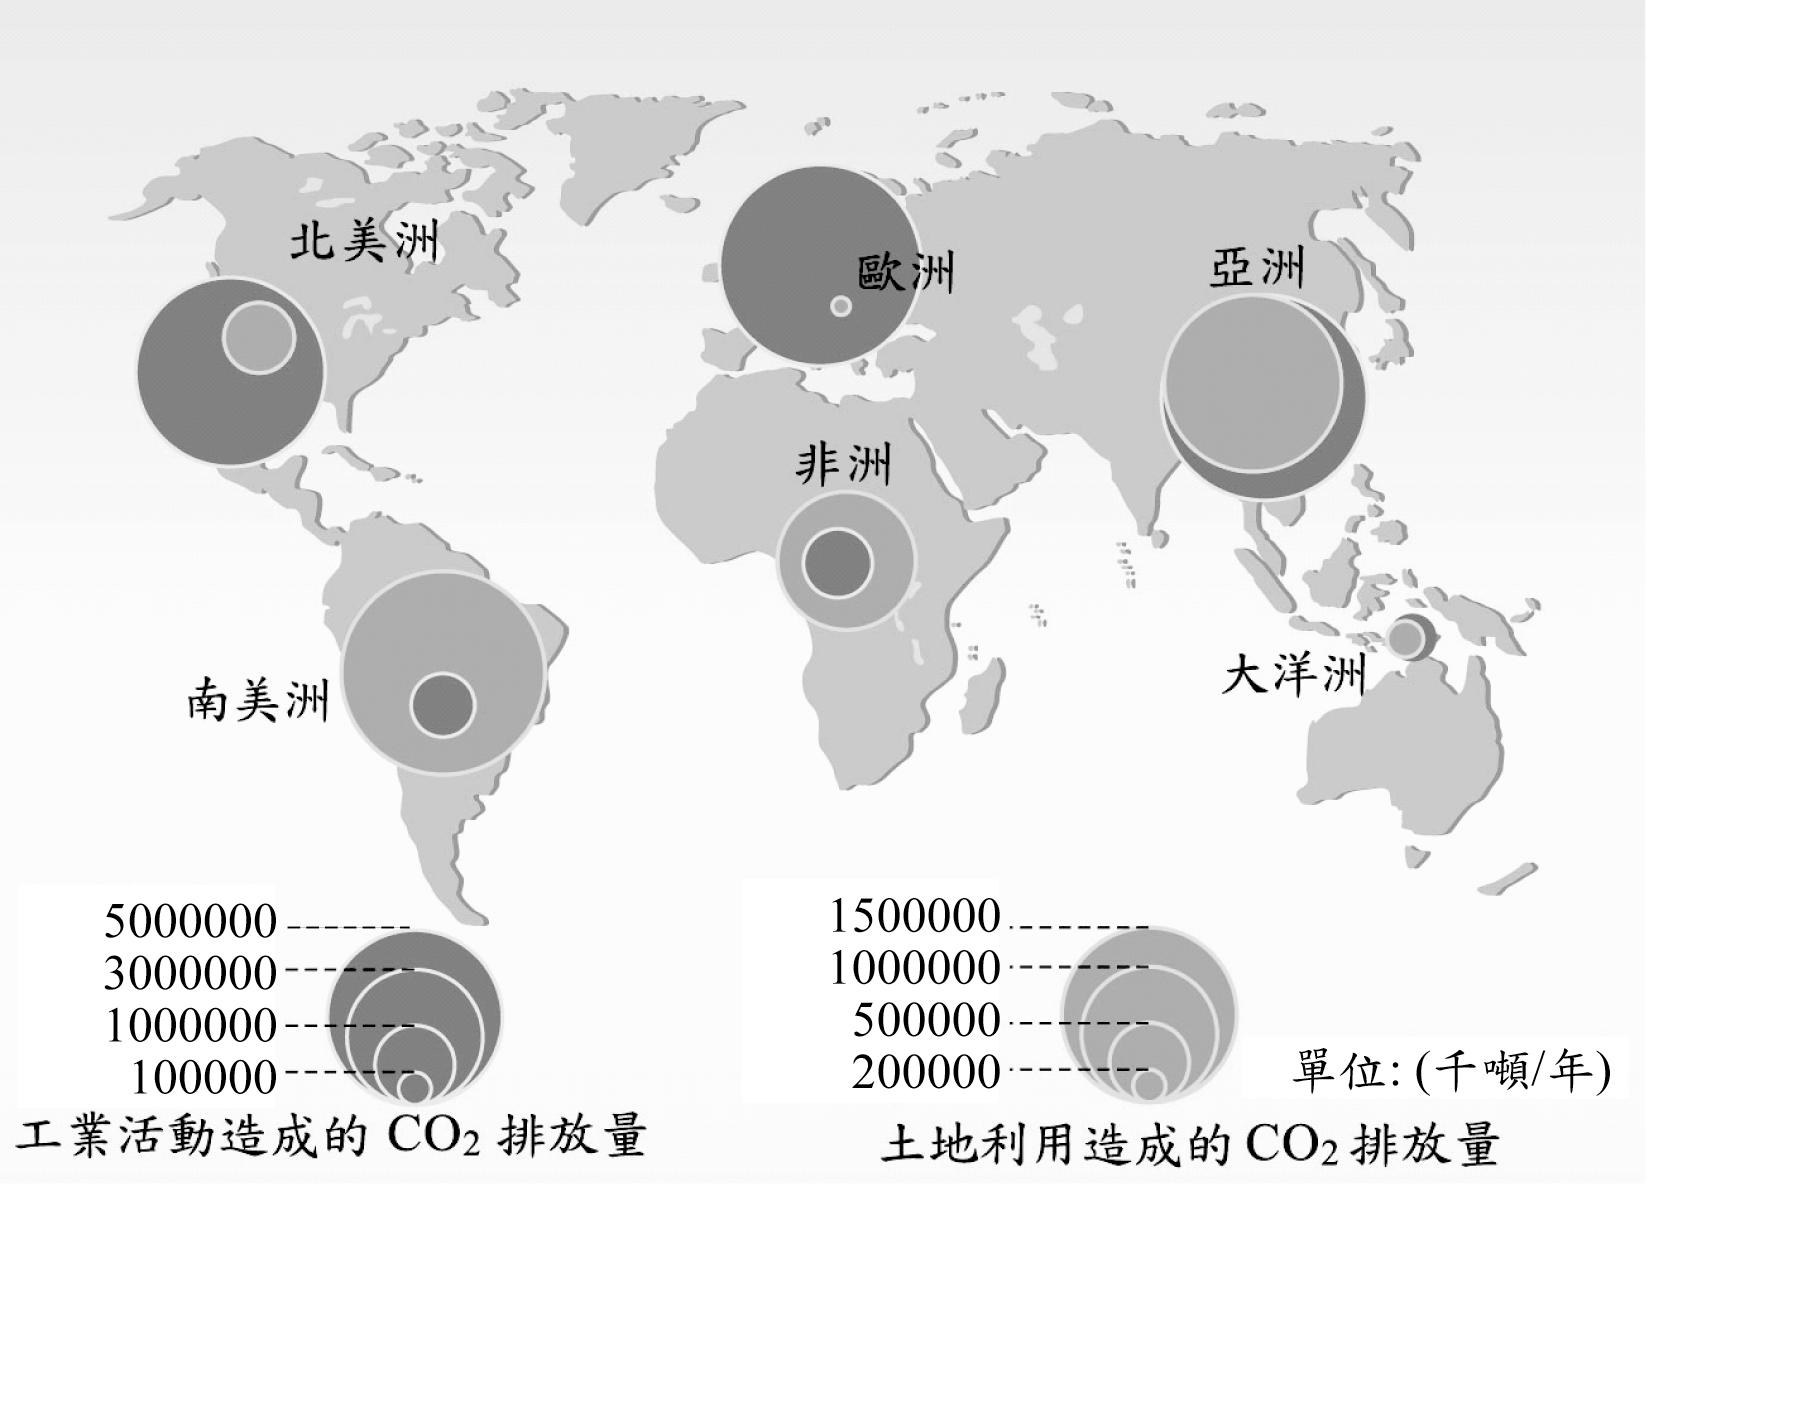 北美洲
歐洲
亞洲
非洲
南美洲
大洋洲
5000000
3000000
1000000
100000
工業活動造成的 CO₂ 排放量
1500000
1000000
500000
200000
單位: (千噸/年)
土地利用造成的 CO₂ 排放量